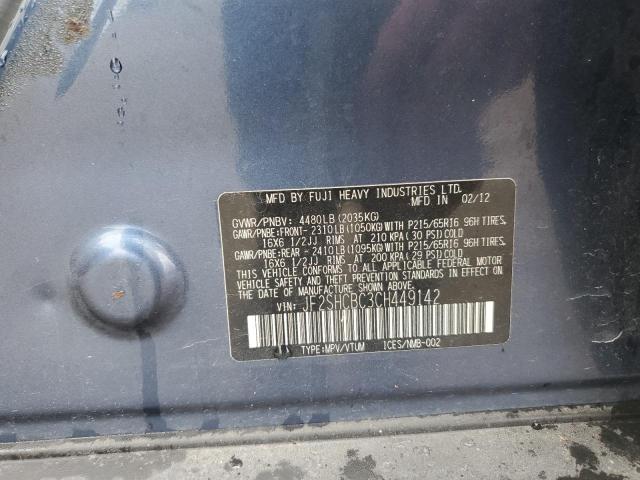 MFD BY FUJI HEAVY INDUSTRIES LTD.
MFD IN 02/12
GVWR/PNBV: 4480LB(2035KG)
GAWR/PNBE:FRONT-2310LB(1050KG)WITH P215/65R16 96H TIRES,
16X6 1/2JJ RIMS AT 210 KPA(30 PSI) COLD
GAWR/PNBE:REAR -2410LB(1095KG)WITH P215/65R16 96H TIRES,
16X6 1/2JJ RIMS AT 200 KPA(29 PSI)COLD
THIS VEHICLE CONFORMS TO ALL APPLICABLE FEDERAL MOTOR
VEHICLE SAFETY AND THEFT PREVENTION STANDARDS IN EFFECT ON
THE DATE OF MANUFACTURE SHOWN ABOVE.
VIN: JF2SHCBC3CH449142
TYPE:MPV/VTUM ICES/NMB-002